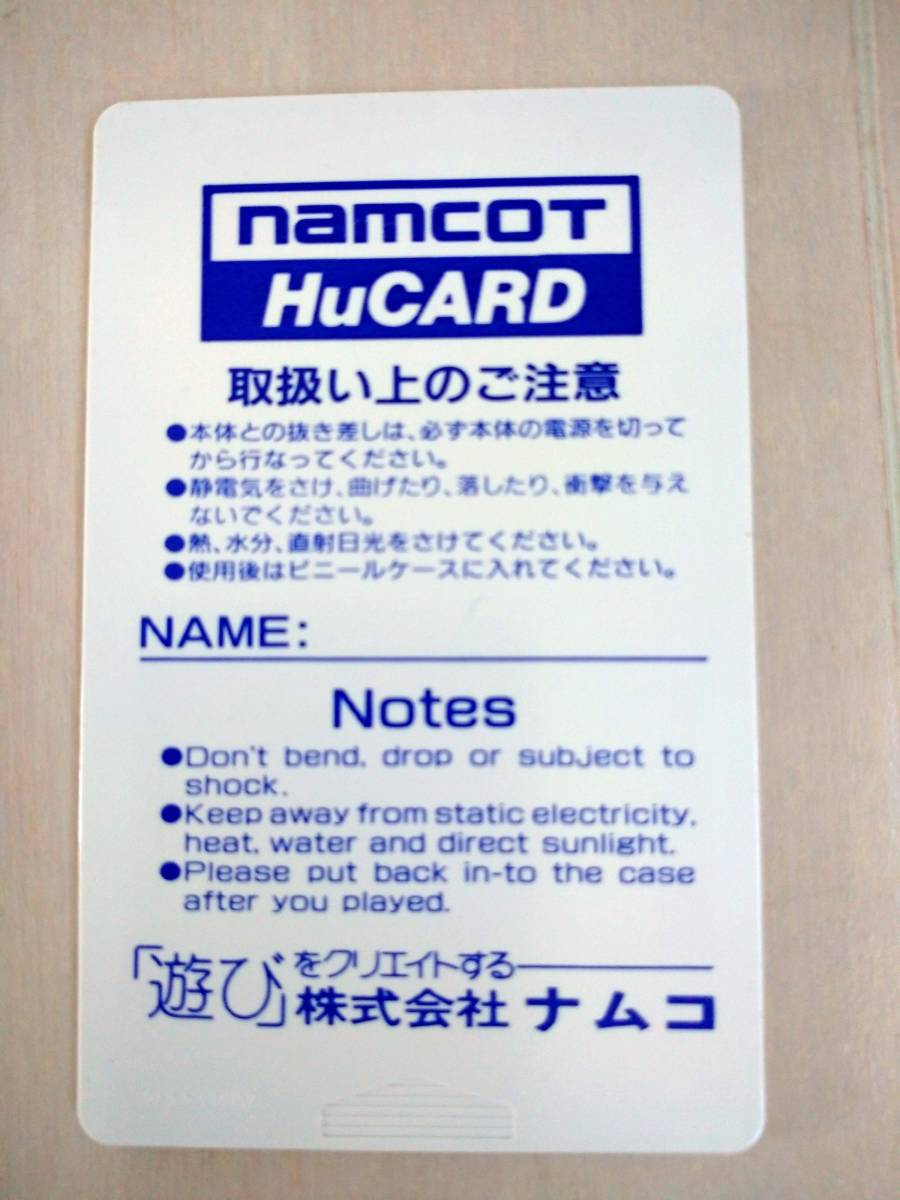 namcot
HuCARD
取扱い上のご注意
●本体との抜き差しは、必ず本体の電源を切って
から行なってください。
●静電気をさけ、曲げたり、落したり、衝撃を与え
ないでください。
●熱、水分、直射日光をさけてください。
●使用後はビニールケースに入れてください。
NAME:
Notes
●Don't bend, drop or subject to
shock.
●Keep away from static electricity,
heat, water and direct sunlight.
●Please put back in-to the case
after you played.
「遊び」をクリエイトする
株式会社ナムコ